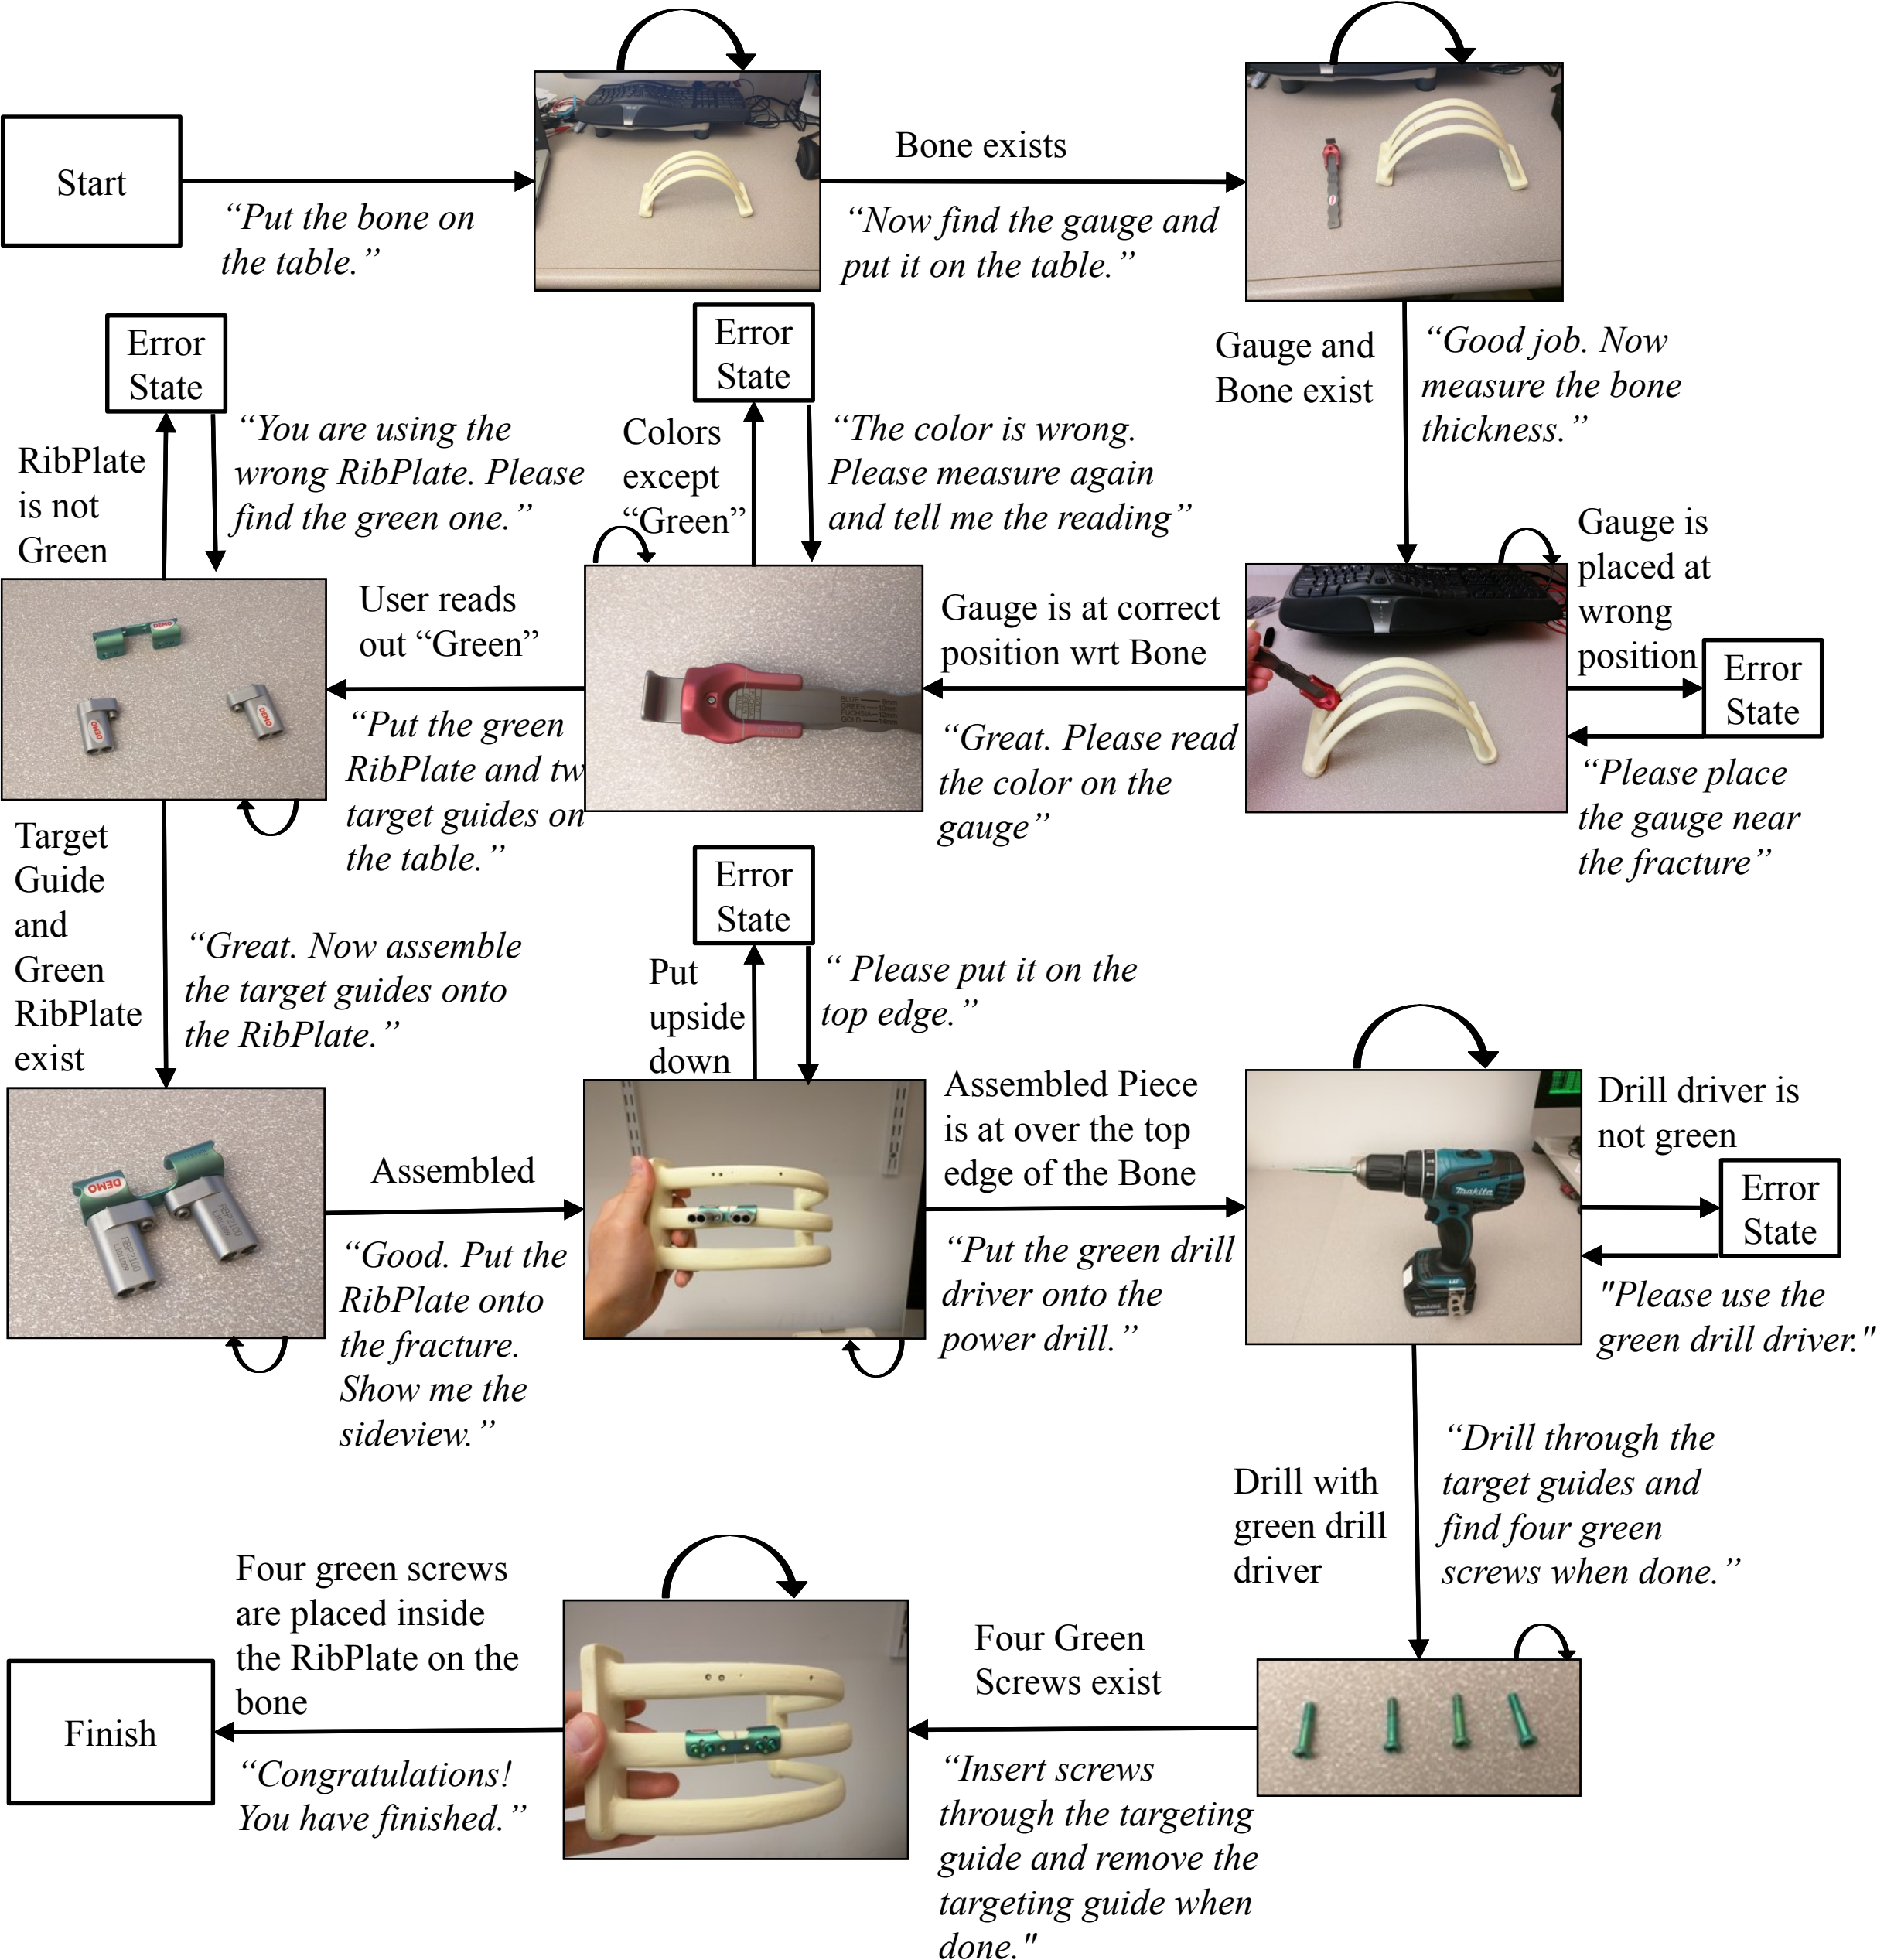 Start
“Put the bone on
the table.”
Bone exists
“Now find the gauge and
put it on the table.”
Gauge and
Bone exist
“Good job. Now
measure the bone
thickness.”
Gauge is
placed at
wrong
position
Error
State
“Please place
the gauge near
the fracture”
Gauge is at correct
position wrt Bone
“Great. Please read
the color on the
gauge”
Error
State
Colors
except
“Green”
“The color is wrong.
Please measure again
and tell me the reading”
BLUE
GREEN
FUCHSIA
GOLD
User reads
out “Green”
“Put the green
RibPlate and tw
target guides on
the table.”
Error
State
RibPlate
is not
Green
“You are using the
wrong RibPlate. Please
find the green one.”
DEMO
DEMO
DEMO
Target
Guide
and
Green
RibPlate
exist
“Great. Now assemble
the target guides onto
the RibPlate.”
DEMO
Assembled
“Good. Put the
RibPlate onto
the fracture.
Show me the
sideview.”
Error
State
Put
upside
down
“ Please put it on the
top edge.”
Assembled Piece
is at over the top
edge of the Bone
“Put the green drill
driver onto the
power drill.”
makita
Drill driver is
not green
Error
State
"Please use the
green drill driver."
Drill with
green drill
driver
“Drill through the
target guides and
find four green
screws when done.”
Four Green
Screws exist
“Insert screws
through the targeting
guide and remove the
targeting guide when
done."
Four green screws
are placed inside
the RibPlate on the
bone
“Congratulations!
You have finished.”
Finish